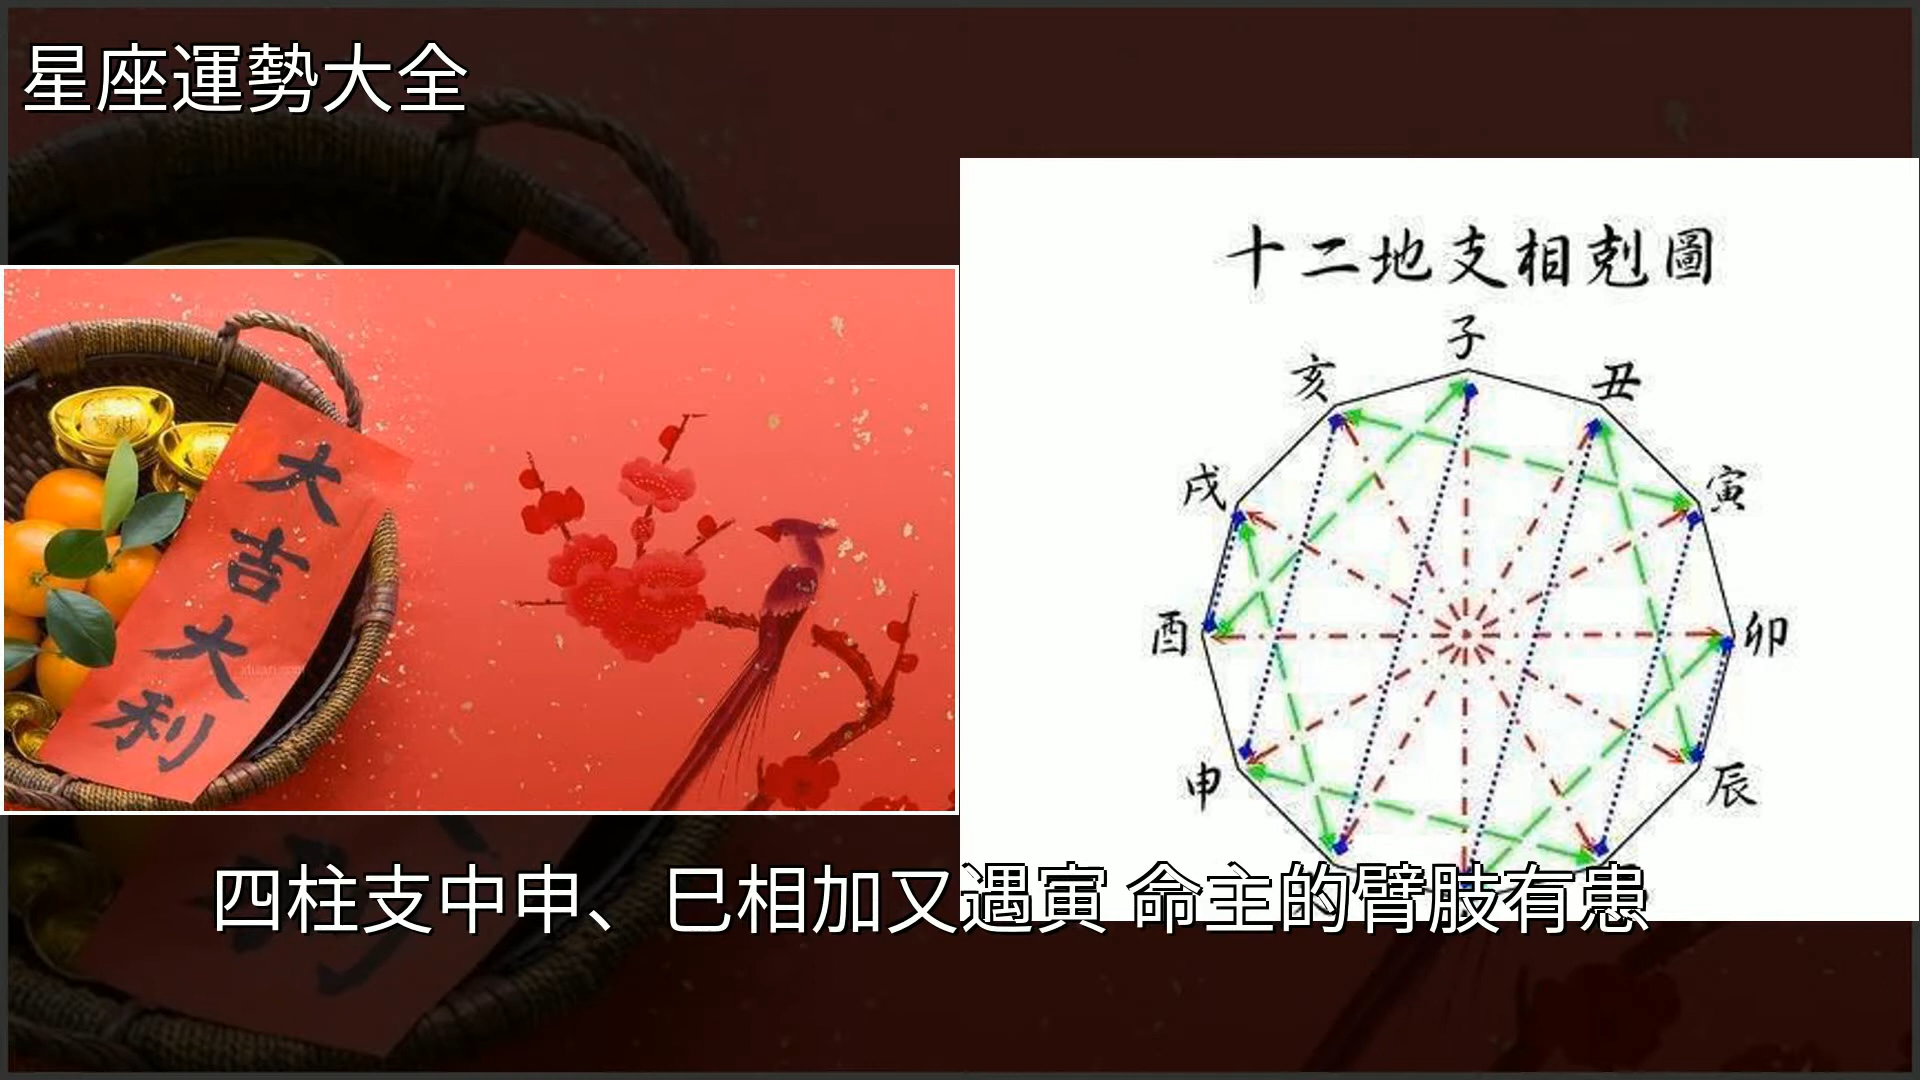 星座運勢大全
大吉大利
十二地支相剋圖
子
亥
丑
戌
寅
酉
卯
申
辰
四柱支中申、巳相加又遇寅 命主的臂肢有患